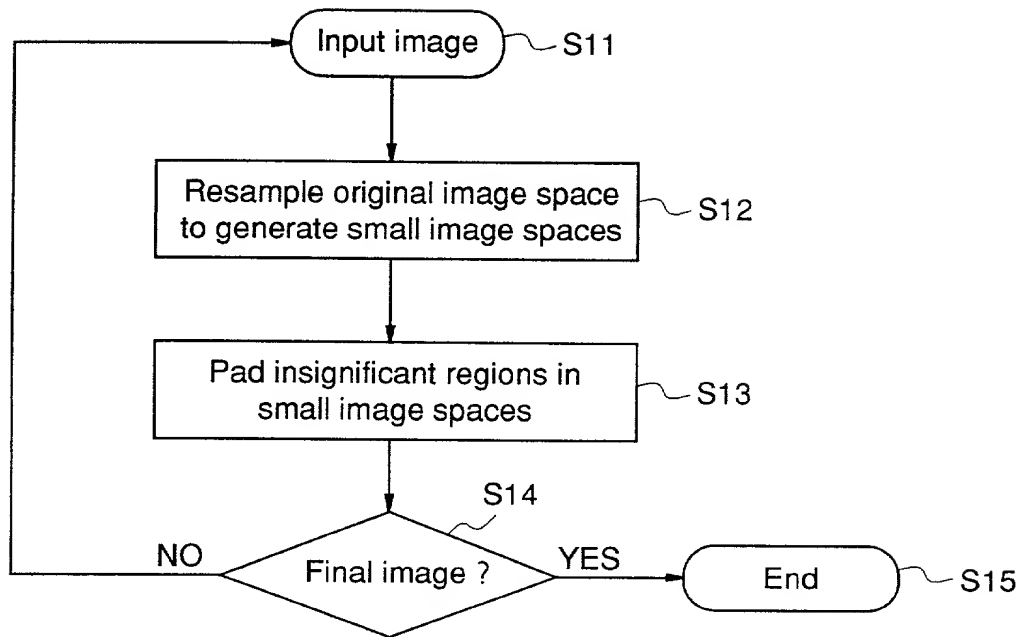 Input image
S11
Resample original image space
to generate small image spaces
S12
Pad insignificant regions in
small image spaces
S13
S14
NO
Final image ?
YES
End
S15